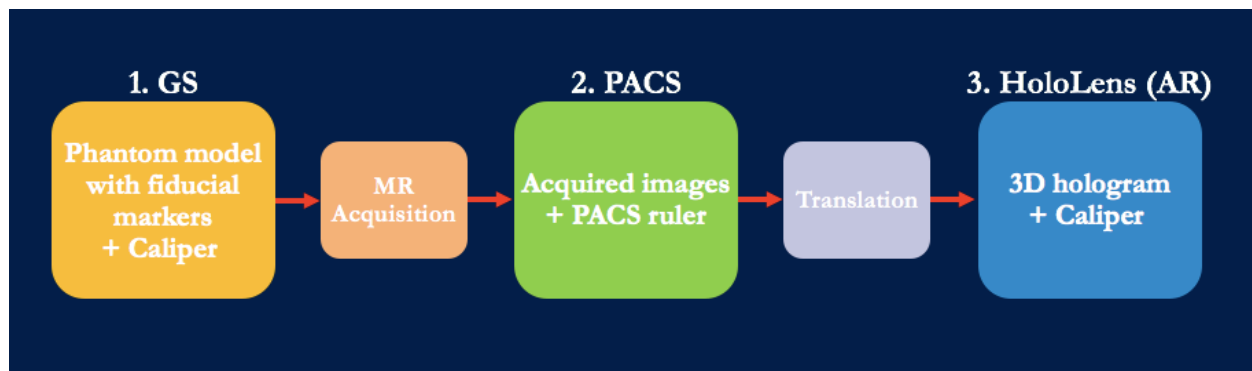 1. GS
Phantom model
with fiducial
markers
+ Caliper
MR
Acquisition
2. PACS
Acquired images
+ PACS ruler
Translation
3. HoloLens (AR)
3D hologram
+ Caliper